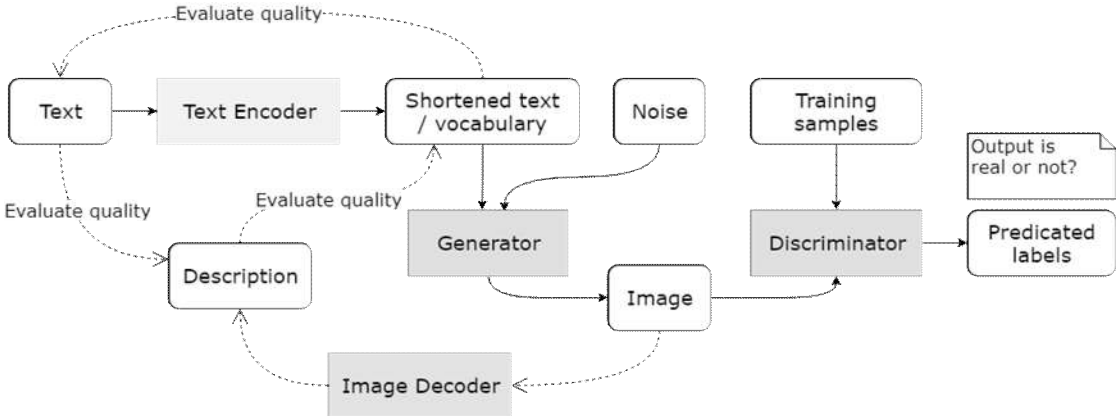 Evaluate quality
Text
Text Encoder
Shortened text
/ vocabulary
Noise
Training
samples
Output is
real or not?
Evaluate quality
Evaluate quality
Generator
Discriminator
Predicated
labels
Description
Image
Image Decoder